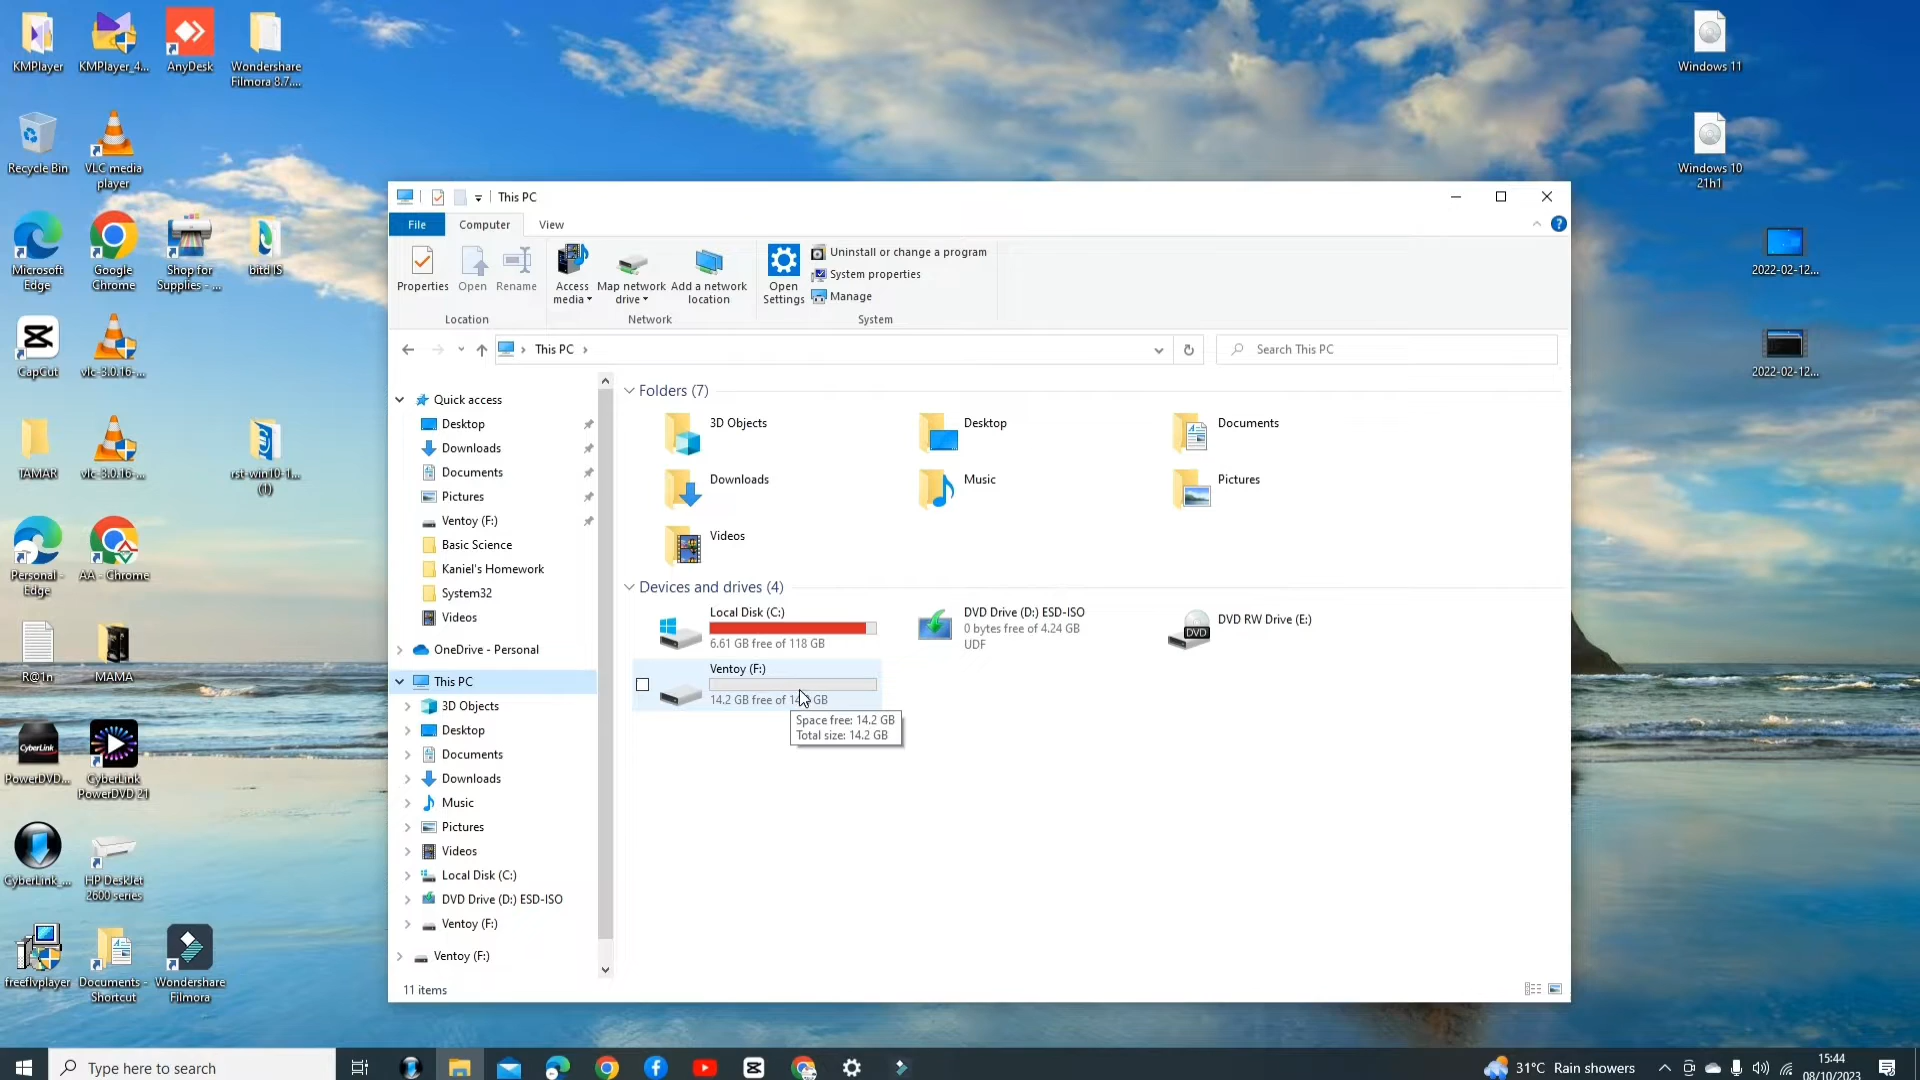 KMPlayer
KMPlayer_4...
AnyDesk
Wondershare
Filmora 8.7....
Recycle Bin
VLC media
player
Microsoft
Edge
Google
Chrome
Shop for
Supplies - ...
bitd IS
CapCut
vlc-3.0.16-...
TAMAR
vlc-3.0.16-...
rst-win10-1...
(1)
Personal -
Edge
AA - Chrome
R@1n
MAMA
CyberLink
PowerDVD...
CyberLink
PowerDVD 21
CyberLink_...
HP DeskJet
2600 series
freeflvplayer
Documents -
Shortcut
Wondershare
Filmora
Windows 11
Windows 10
21h1
2022-02-12...
2022-02-12...
This PC
File
Computer
View
Properties
Open
Rename
Location
Access
media
Map network
drive
Add a network
location
Network
Open
Settings
Uninstall or change a program
System properties
Manage
System
This PC
Search This PC
Quick access
Desktop
Downloads
Documents
Pictures
Ventoy (F:)
Basic Science
Kaniel's Homework
System32
Videos
OneDrive - Personal
This PC
3D Objects
Desktop
Documents
Downloads
Music
Pictures
Videos
Local Disk (C:)
DVD Drive (D:) ESD-ISO
Ventoy (F:)
Ventoy (F:)
Folders (7)
3D Objects
Desktop
Documents
Downloads
Music
Pictures
Videos
Devices and drives (4)
Local Disk (C:)
6.61 GB free of 118 GB
DVD Drive (D:) ESD-ISO
0 bytes free of 4.24 GB
UDF
DVD
DVD RW Drive (E:)
Ventoy (F:)
14.2 GB free of GB
Space free: 14.2 GB
Total size: 14.2 GB
11 items
Type here to search
31°C Rain showers
15:44
08/10/2023